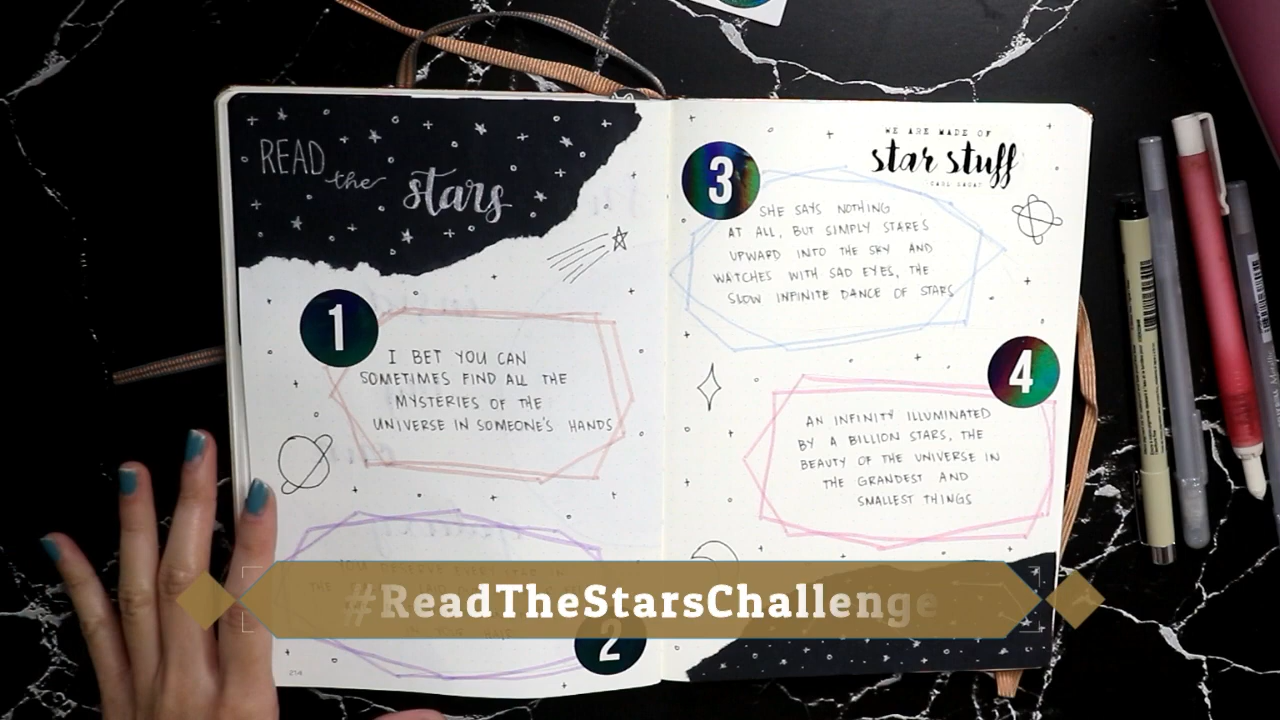 READ
the
stars
1
I BET YOU CAN
SOMETIMES FIND ALL THE
MYSTERIES OF THE
UNIVERSE IN SOMEONE'S HANDS
2
WE ARE MADE OF
star stuff
CARL SAGAN
3
SHE SAYS NOTHING
AT ALL, BUT SIMPLY STARES
UPWARD INTO THE SKY AND
WATCHES WITH SAD EYES, THE
SLOW INFINITE DANCE OF STARS
4
AN INFINITY ILLUMINATED
BY A BILLION STARS, THE
BEAUTY OF THE UNIVERSE IN
THE GRANDEST AND
SMALLEST THINGS
#ReadTheStarsChallenge